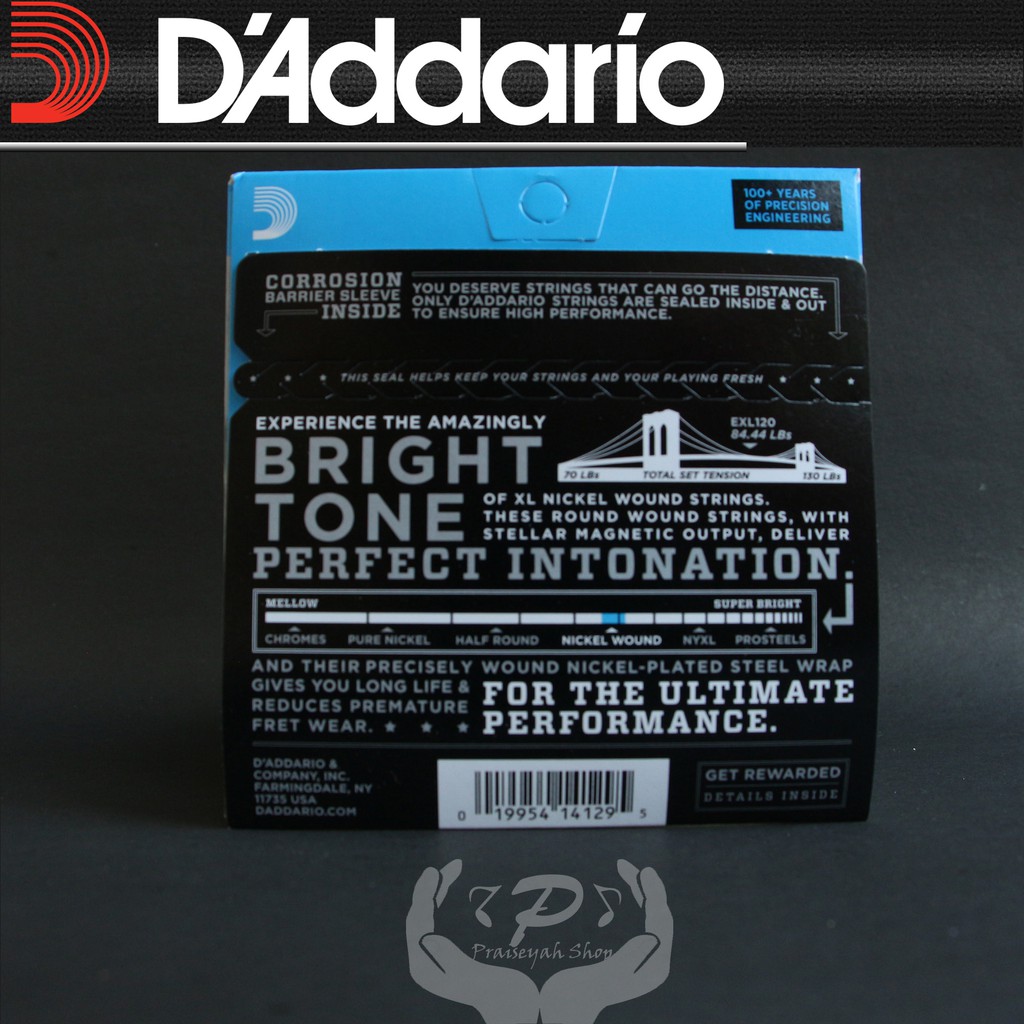 D'Addario
100+ YEARS
OF PRECISION
ENGINEERING
CORROSION
BARRIER SLEEVE
INSIDE
YOU DESERVE STRINGS THAT CAN GO THE DISTANCE.
ONLY D'ADDARIO STRINGS ARE SEALED INSIDE & OUT
TO ENSURE HIGH PERFORMANCE.
THIS SEAL HELPS KEEP YOUR STRINGS AND YOUR PLAYING FRESH
EXPERIENCE THE AMAZINGLY
BRIGHT
TONE
EXL120
84.44 LBs
70 LBs TOTAL SET TENSION 130 LBs
OF XL NICKEL WOUND STRINGS.
THESE ROUND WOUND STRINGS, WITH
STELLAR MAGNETIC OUTPUT, DELIVER
PERFECT INTONATION.
MELLOW SUPER BRIGHT
CHROMES PURE NICKEL HALF ROUND NICKEL WOUND NYXL PROSTEELS
AND THEIR PRECISELY WOUND NICKEL-PLATED STEEL WRAP
GIVES YOU LONG LIFE &
REDUCES PREMATURE
FRET WEAR.
FOR THE ULTIMATE
PERFORMANCE.
D'ADDARIO &
COMPANY, INC.
FARMINGDALE, NY
11735 USA
DADDARIO.COM
0 19954 14129 5
GET REWARDED
DETAILS INSIDE
P
Praiseyah Shop